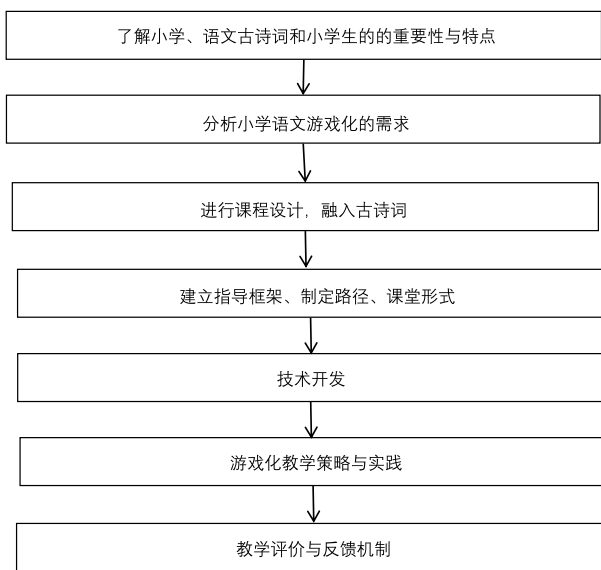 了解小学、语文古诗词和小学生的的重要性与特点
分析小学语文游戏化的需求
进行课程设计，融入古诗词
建立指导框架、制定路径、课堂形式
技术开发
游戏化教学策略与实践
教学评价与反馈机制